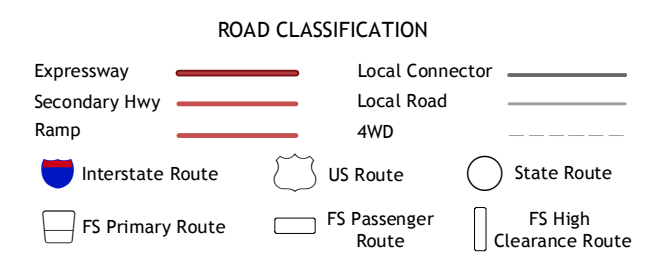 ROAD CLASSIFICATION
Expressway
Local Connector
Secondary Hwy
Local Road
Ramp
4WD
Interstate Route
US Route
State Route
FS Primary Route
FS Passenger
Route
FS High
Clearance Route